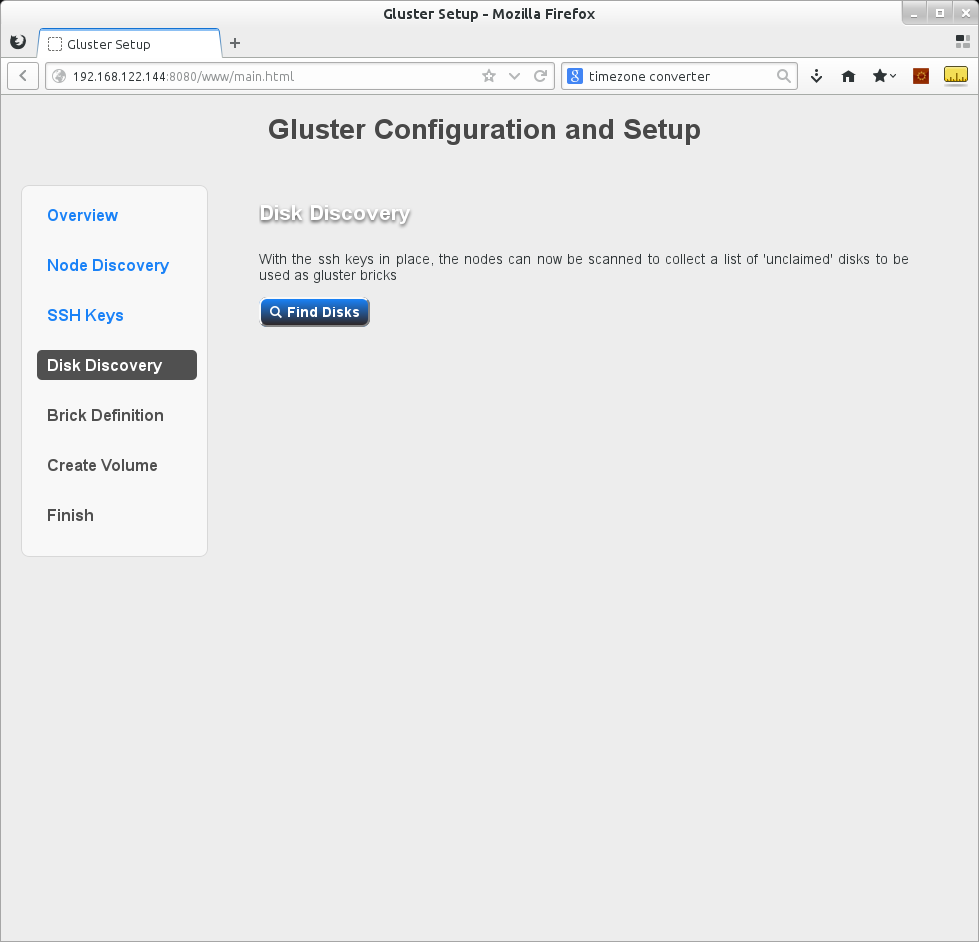 Gluster Setup - Mozilla Firefox
Gluster Setup
192.168.122.144:8080/www/main.html
8 timezone converter
Gluster Configuration and Setup
Overview
Node Discovery
SSH Keys
Disk Discovery
Brick Definition
Create Volume
Finish
Disk Discovery
With the ssh keys in place, the nodes can now be scanned to collect a list of 'unclaimed' disks to be
used as gluster bricks
Find Disks